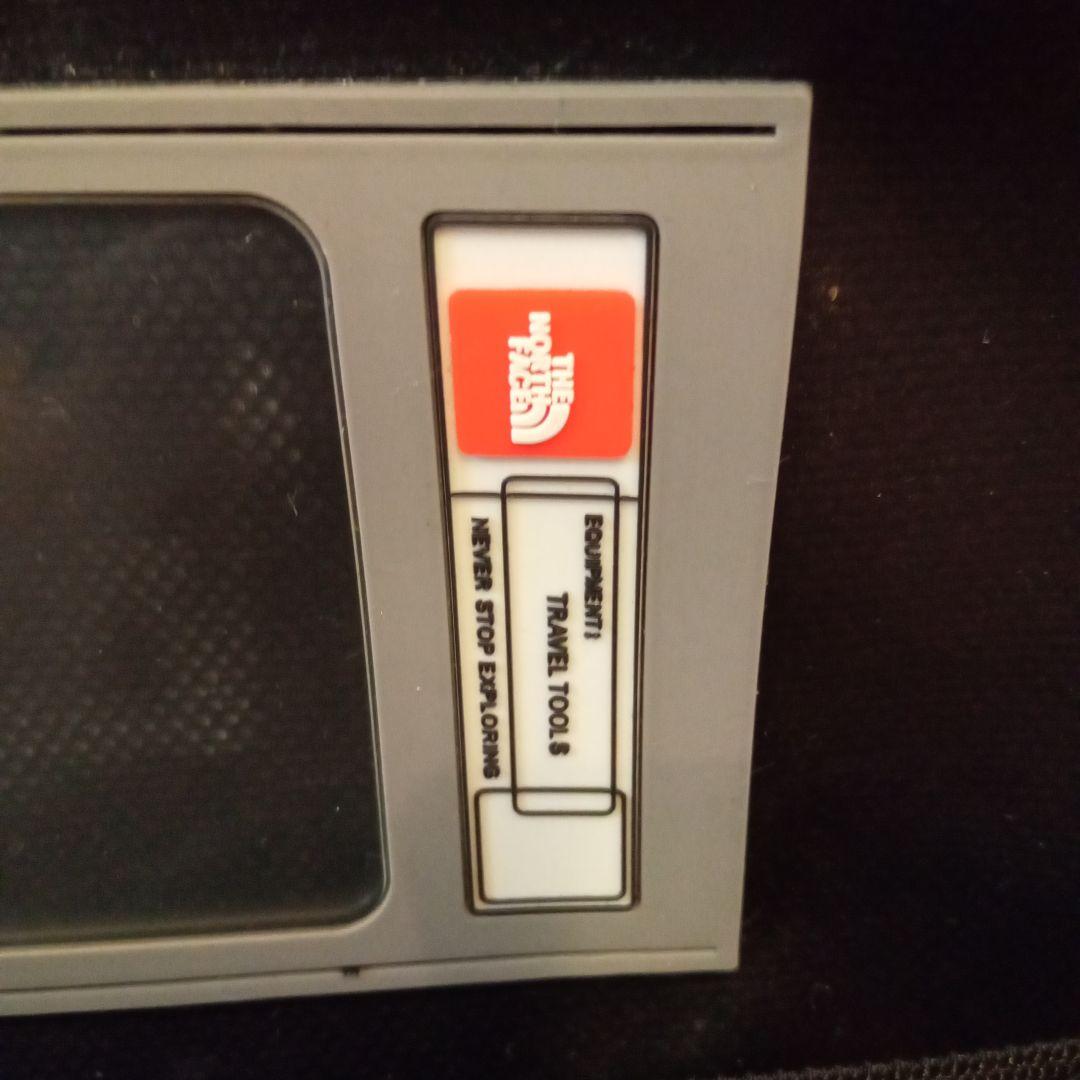 THE
NORTH
FACE
EQUIPMENT:
TRAVEL TOOLS
NEVER STOP EXPLORING